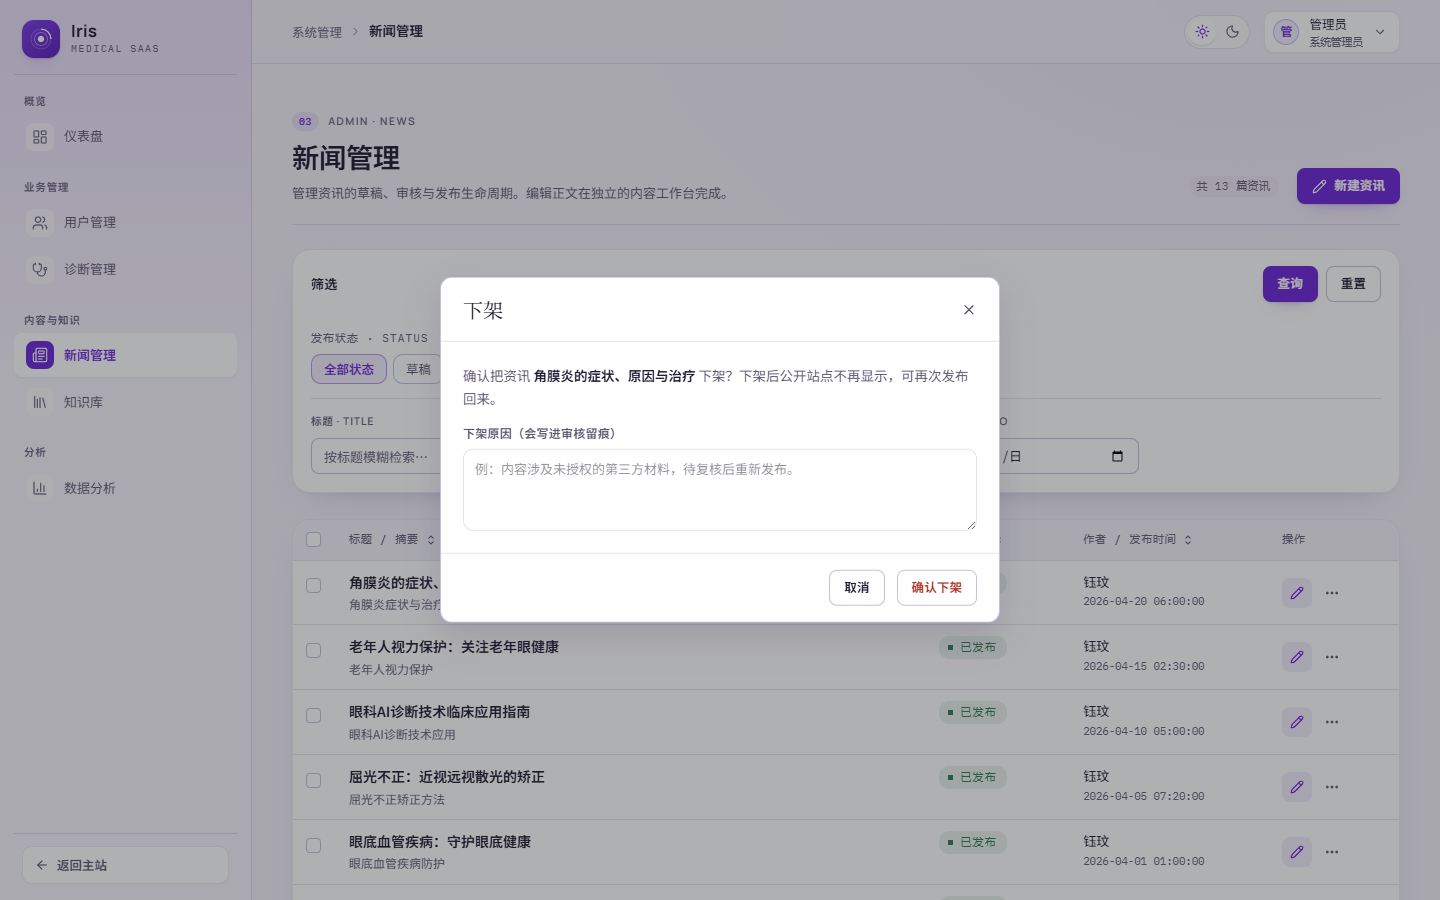 Iris
MEDICAL SAAS
概览
仪表盘
业务管理
用户管理
诊断管理
内容与知识
新闻管理
知识库
分析
数据分析
返回主站
系统管理 > 新闻管理
管 管理员
系统管理员
03 ADMIN · NEWS
新闻管理
管理资讯的草稿、审核与发布生命周期。编辑正文在独立的内容工作台完成。
共 13 篇资讯
新建资讯
筛选
查询
重置
发布状态 · STATUS
全部状态
草稿
标题 · TITLE
按标题模糊检索…
/日
下架
确认把资讯 角膜炎的症状、原因与治疗 下架？下架后公开站点不再显示，可再次发布
回来。
下架原因（会写进审核留痕）
例：内容涉及未授权的第三方材料，待复核后重新发布。
取消
确认下架
标题 / 摘要
作者 / 发布时间
操作
角膜炎的症状、
角膜炎症状与治疗
钰玟
2026-04-20 06:00:00
老年人视力保护：关注老年眼健康
老年人视力保护
已发布
钰玟
2026-04-15 02:30:00
眼科AI诊断技术临床应用指南
眼科AI诊断技术应用
已发布
钰玟
2026-04-10 05:00:00
屈光不正：近视远视散光的矫正
屈光不正矫正方法
已发布
钰玟
2026-04-05 07:20:00
眼底血管疾病：守护眼底健康
眼底血管疾病防护
已发布
钰玟
2026-04-01 01:00:00